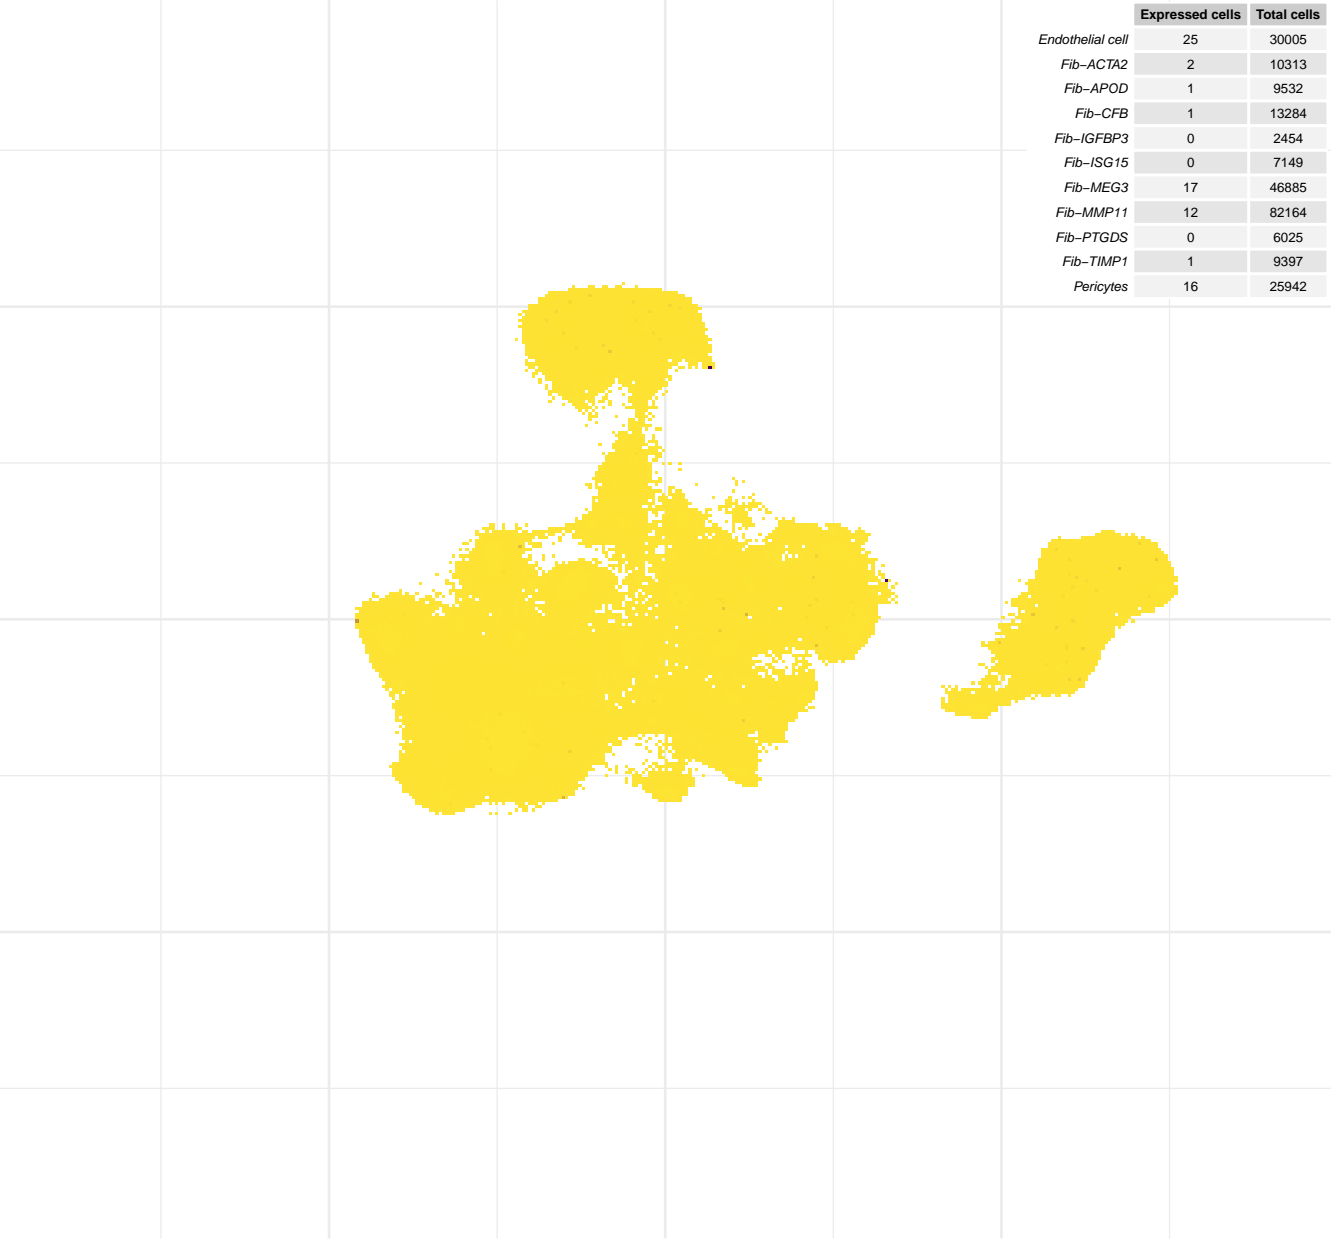 Expressed cells Total cells
Endothelial cell 25 30005
Fib−ACTA2 2 10313
Fib−APOD 1 9532
Fib−CFB 1 13284
Fib−IGFBP3 0 2454
Fib−ISG15 0 7149
Fib−MEG3 17 46885
Fib−MMP11 12 82164
Fib−PTGDS 0 6025
Fib−TIMP1 1 9397
Pericytes 16 25942